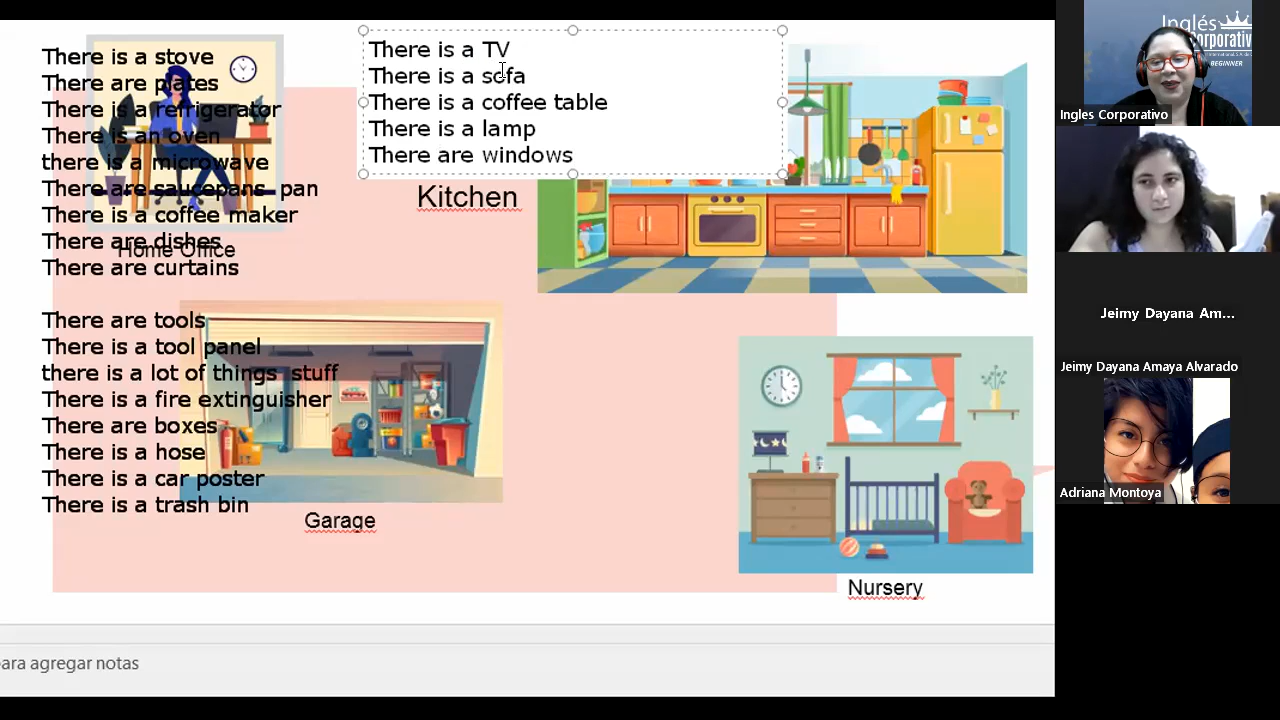 There is a stove
There are plates
There is a refrigerator
There is an oven
there is a microwave
There are saucepans  pan
There is a coffee maker
There are dishes
There are curtains
Home Office
There are tools
There is a tool panel
there is a lot of things  stuff
There is a fire extinguisher
There are boxes
There is a hose
There is a car poster
There is a trash bin
Garage
There is a TV
There is a sofa
There is a coffee table
There is a lamp
There are windows
Kitchen
Nursery
para agregar notas
Inglés
Corporativo
BEGINNER
Ingles Corporativo
Jeimy Dayana Am...
Jeimy Dayana Amaya Alvarado
Adriana Montoya